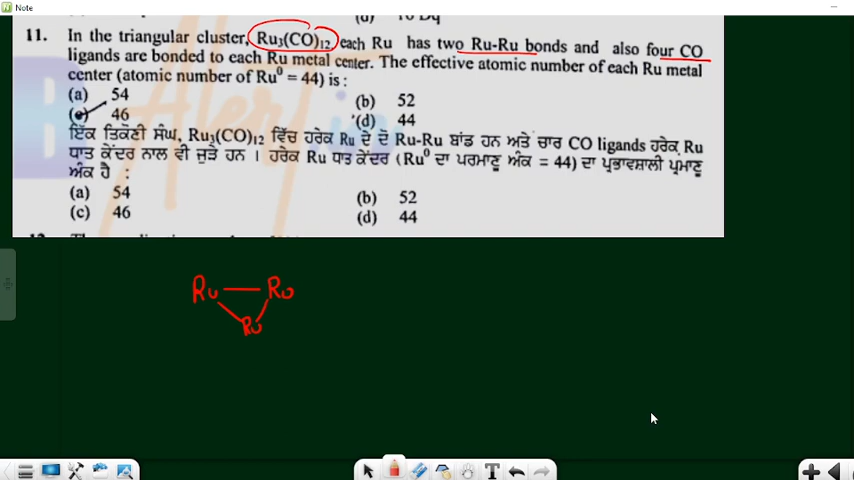 Note
(d) 10 Dq
11. In the triangular cluster, Ru3(CO)12, each Ru has two Ru-Ru bonds and also four CO
ligands are bonded to each Ru metal center. The effective atomic number of each Ru metal
center (atomic number of Ru⁰ = 44) is :
(a) 54 (b) 52
(c) 46 (d) 44
ਇੱਕ ਤਿਕੋਣੀ ਸੰਘ, Ru3(CO)12 ਵਿੱਚ ਹਰੇਕ Ru ਦੇ ਦੋ Ru-Ru ਬਾਂਡ ਹਨ ਅਤੇ ਚਾਰ CO ligands ਹਰੇਕ Ru
ਧਾਤ ਕੇਂਦਰ ਨਾਲ ਵੀ ਜੁੜੇ ਹਨ । ਹਰੇਕ Ru ਧਾਤ ਕੇਂਦਰ (Ru⁰ ਦਾ ਪਰਮਾਣੂ ਅੰਕ = 44) ਦਾ ਪ੍ਰਭਾਵਸ਼ਾਲੀ ਪ੍ਰਮਾਣੂ
ਅੰਕ ਹੈ :
(a) 54 (b) 52
(c) 46 (d) 44
Ru Ru
Ru